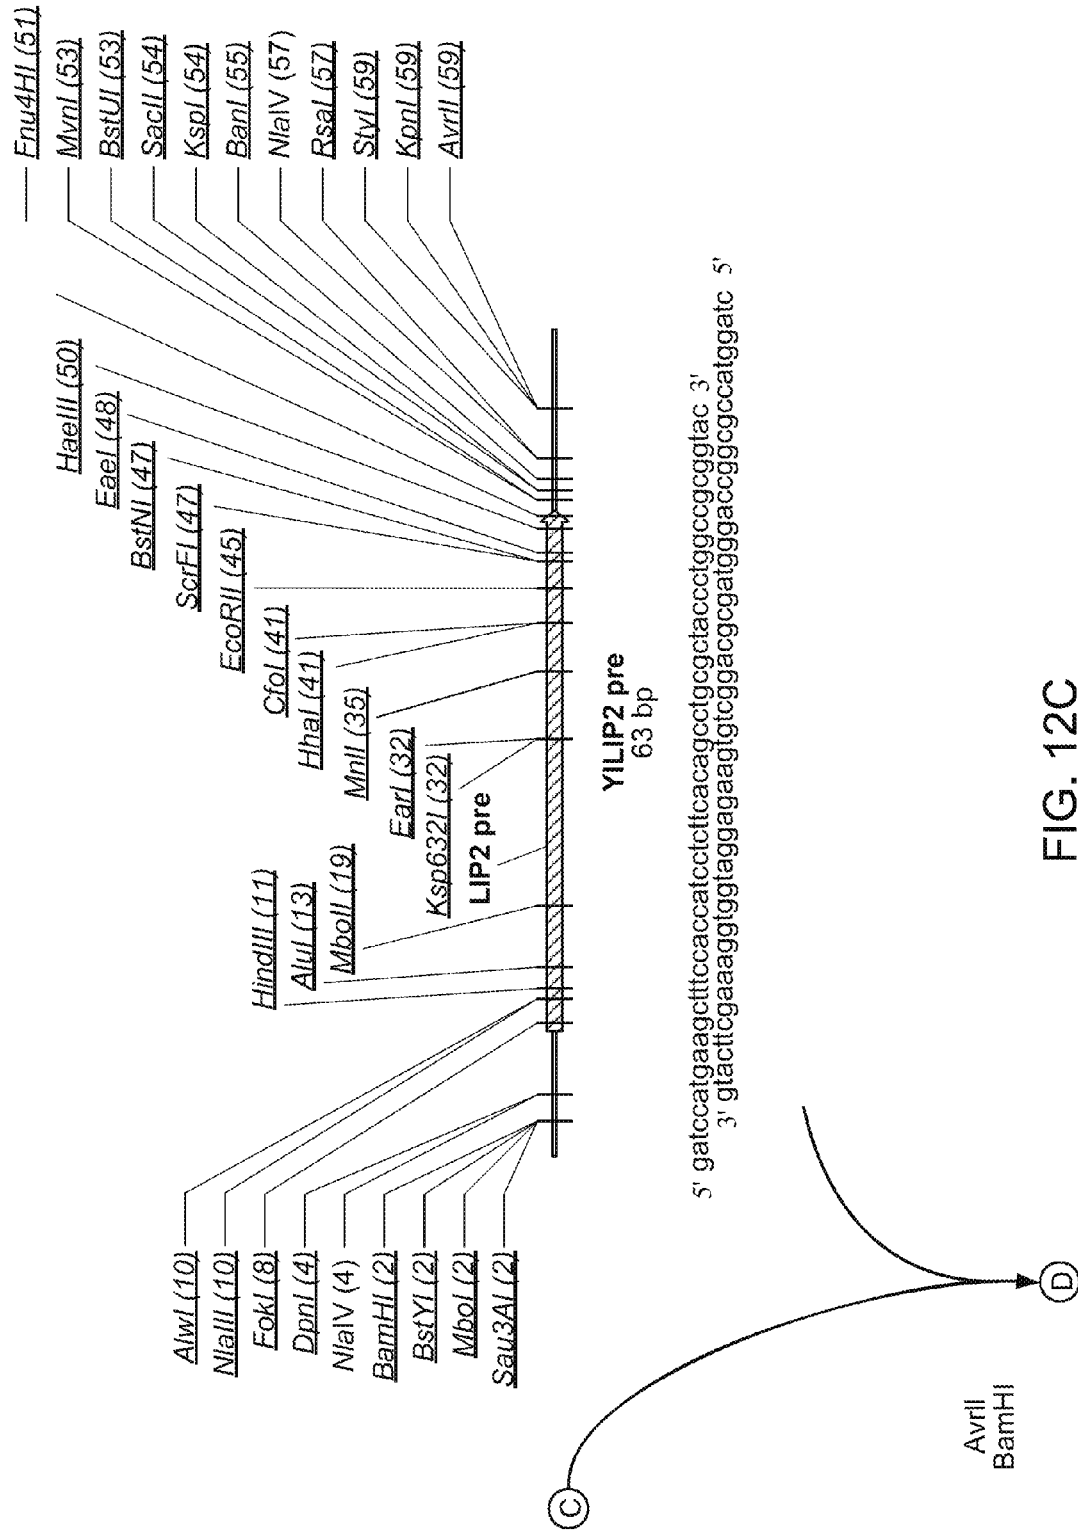 Fnu4HI (51)
MvnI (53)
BstUI (53)
SacII (54)
KspI (54)
BanI (55)
NlaIV (57)
RsaI (57)
StyI (59)
KpnI (59)
AvrII (59)
HaeIII (50)
EaeI (48)
BstNI (47)
ScrFI (47)
EcoRII (45)
CfoI (41)
HhaI (41)
MnlI (35)
EarI (32)
Ksp632I (32)
LIP2 pre
HindIII (11)
AluI (13)
MboII (19)
AlwI (10)
NlaIII (10)
FokI (8)
DpnI (4)
NlaIV (4)
BamHI (2)
BstYI (2)
MboI (2)
Sau3AI (2)
YILIP2 pre
63 bp
5' gatccatgaagctttccaccatcctcttcacagcctgcgctaccctggccgcggtac 3'
3' gtacttcgaaaggtggtaggagaagtgtcggacgcgatgggaccggcgccatggatc 5'
C
AvrII
BamHI
D
FIG. 12C